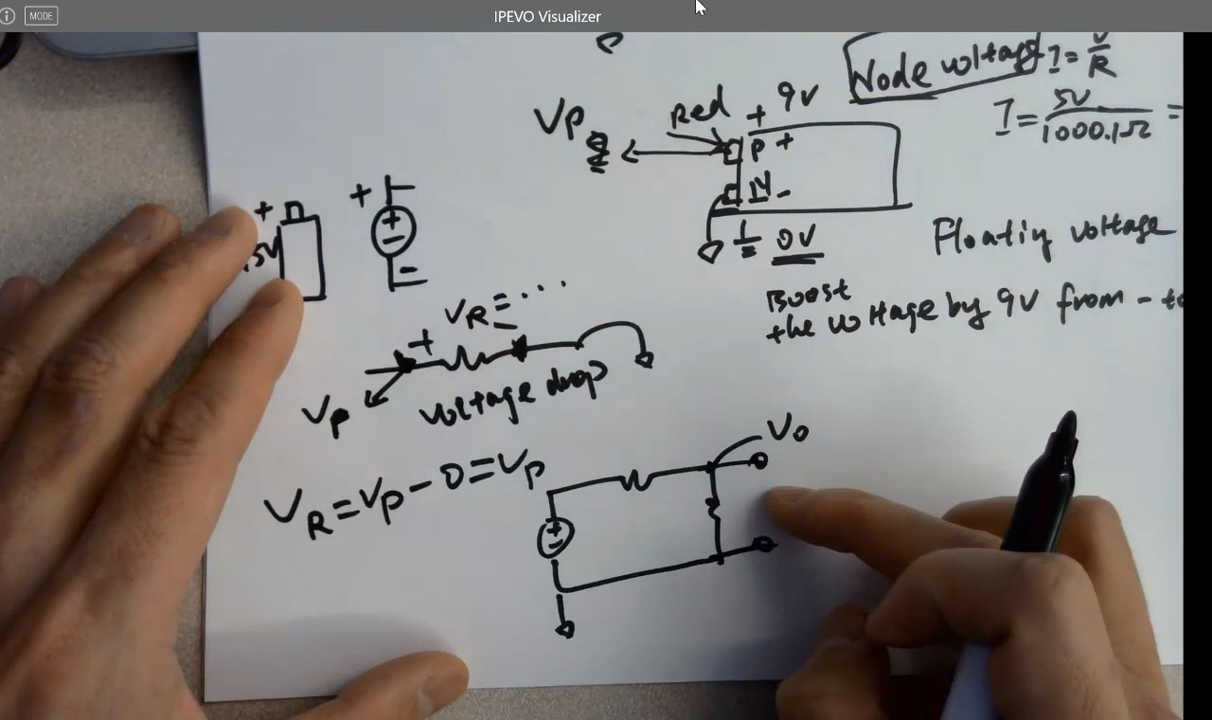 MODE
IPEVO Visualizer
Node voltage
I = V/R
I = 5V/1000.1Ω =
Vp
Red + 9V
P +
N -
0V
Floating voltage
Boost
the voltage by 9V from - to
+
+
-
+
-
VR = ...
+ -
Vp
voltage drop
VR = Vp - 0 = Vp
Vo
+
-